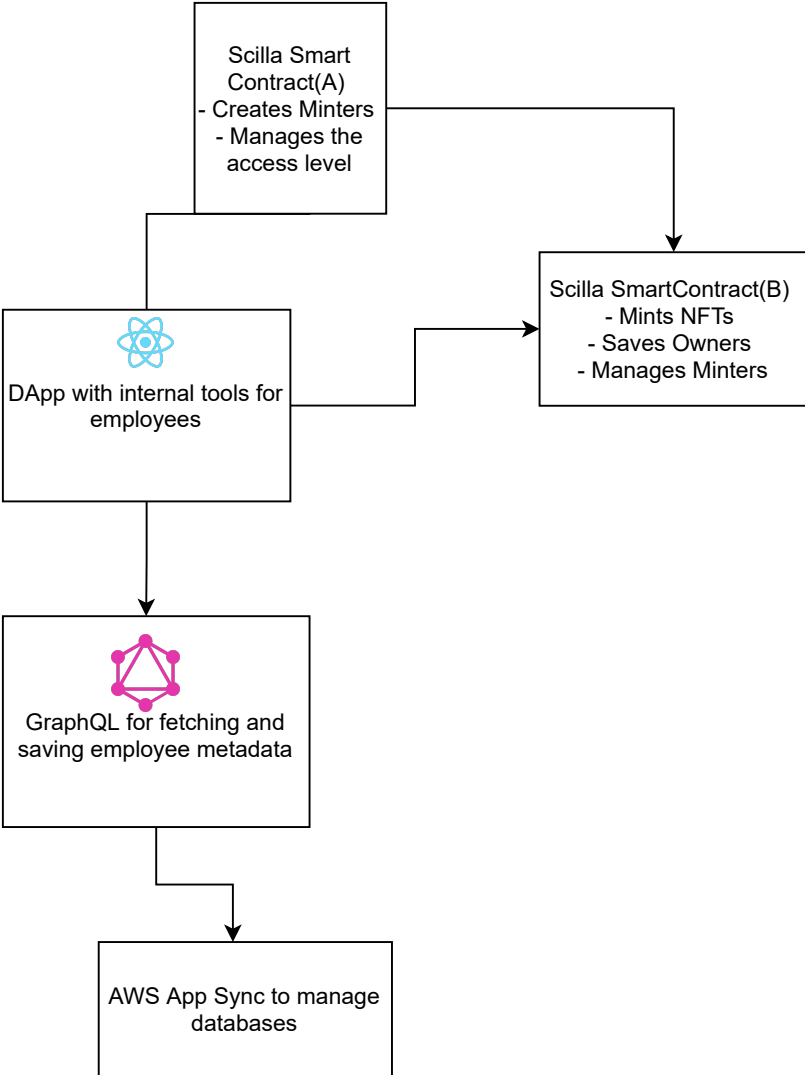 Scilla Smart
Contract(A)
- Creates Minters
- Manages the
access level
Scilla SmartContract(B)
- Mints NFTs
- Saves Owners
- Manages Minters
DApp with internal tools for
employees
GraphQL for fetching and
saving employee metadata
AWS App Sync to manage
databases